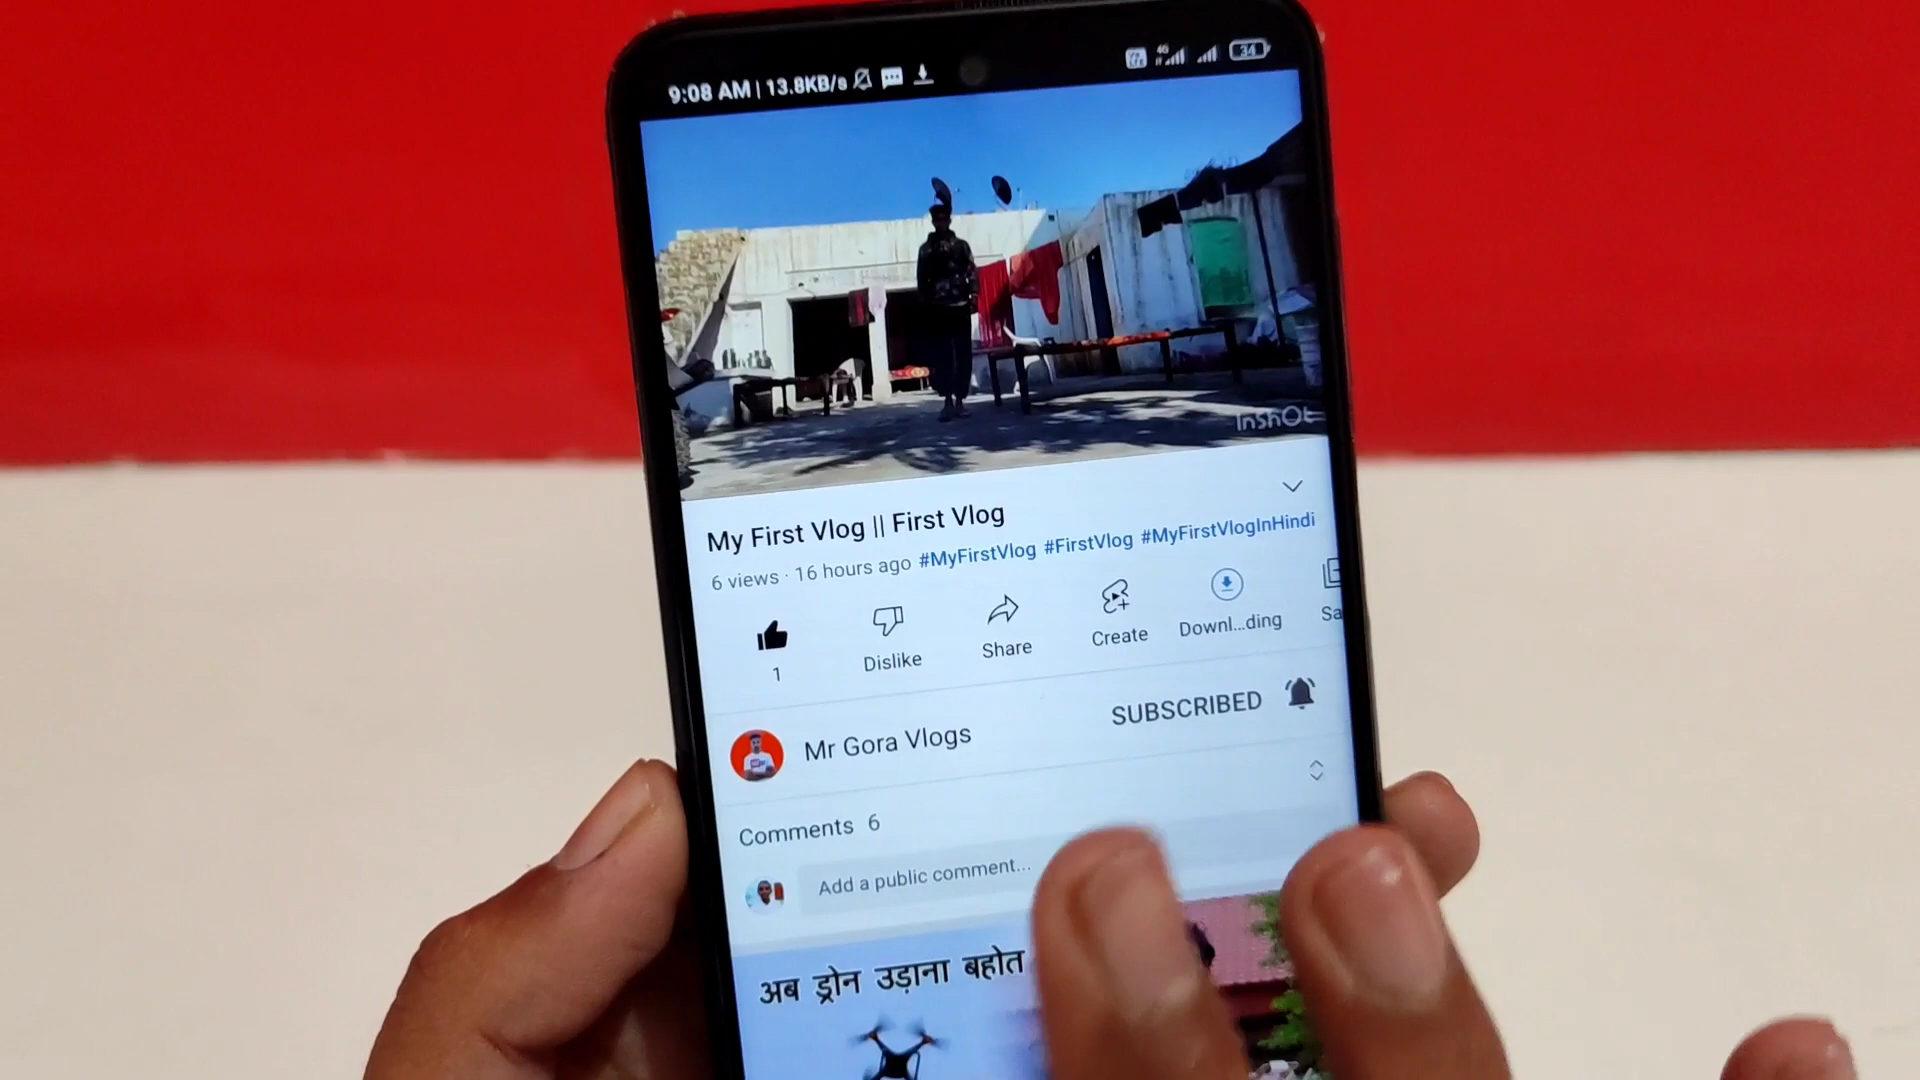 9:08 AM | 13.8KB/s
4G
34
InShOt
My First Vlog || First Vlog
6 views · 16 hours ago #MyFirstVlog #FirstVlog #MyFirstVlogInHindi
1
Dislike
Share
Create
Downl...ding
Sa
Mr Gora Vlogs
SUBSCRIBED
Comments 6
Add a public comment...
अब ड्रोन उड़ाना बहोत